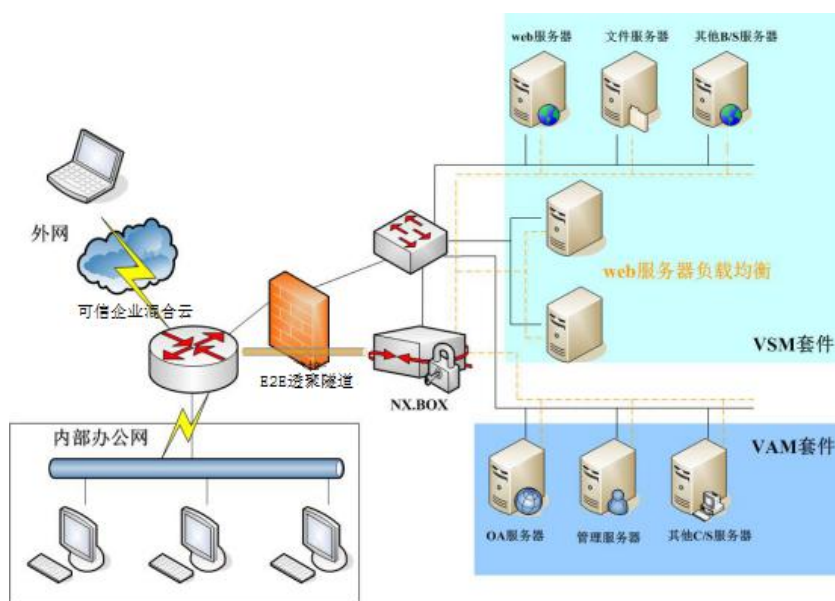 web服务器 文件服务器 其他B/S服务器
外网
可信企业混合云
web服务器负载均衡
VSM套件
E2E透聚隧道
NX.BOX
内部办公网
VAM套件
OA服务器 管理服务器 其他C/S服务器